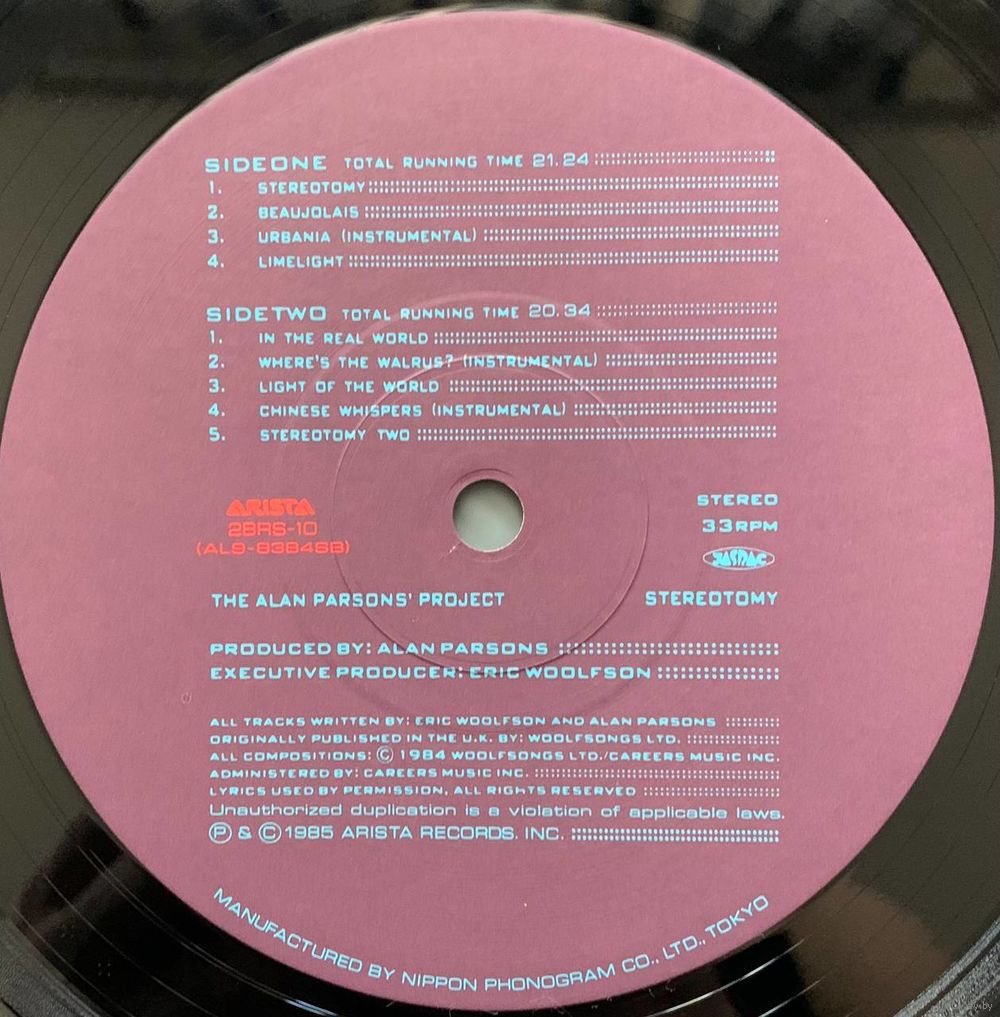 SIDEONE TOTAL RUNNING TIME 21.24
1. STEREOTOMY
2. BEAUJOLAIS
3. URBANIA (INSTRUMENTAL)
4. LIMELIGHT
SIDETWO TOTAL RUNNING TIME 20.34
1. IN THE REAL WORLD
2. WHERE'S THE WALRUS? (INSTRUMENTAL)
3. LIGHT OF THE WORLD
4. CHINESE WHISPERS (INSTRUMENTAL)
5. STEREOTOMY TWO
ARISTA
28RS-10
(AL9-8384SB)
STEREO
33RPM
JASRAC
THE ALAN PARSONS' PROJECT STEREOTOMY
PRODUCED BY: ALAN PARSONS
EXECUTIVE PRODUCER: ERIC WOOLFSON
ALL TRACKS WRITTEN BY: ERIC WOOLFSON AND ALAN PARSONS
ORIGINALLY PUBLISHED IN THE U.K. BY: WOOLFSONGS LTD.
ALL COMPOSITIONS: © 1984 WOOLFSONGS LTD./CAREERS MUSIC INC.
ADMINISTERED BY: CAREERS MUSIC INC.
LYRICS USED BY PERMISSION, ALL RIGHTS RESERVED
Unauthorized duplication is a violation of applicable laws.
℗ & © 1985 ARISTA RECORDS. INC.
MANUFACTURED BY NIPPON PHONOGRAM CO., LTD., TOKYO